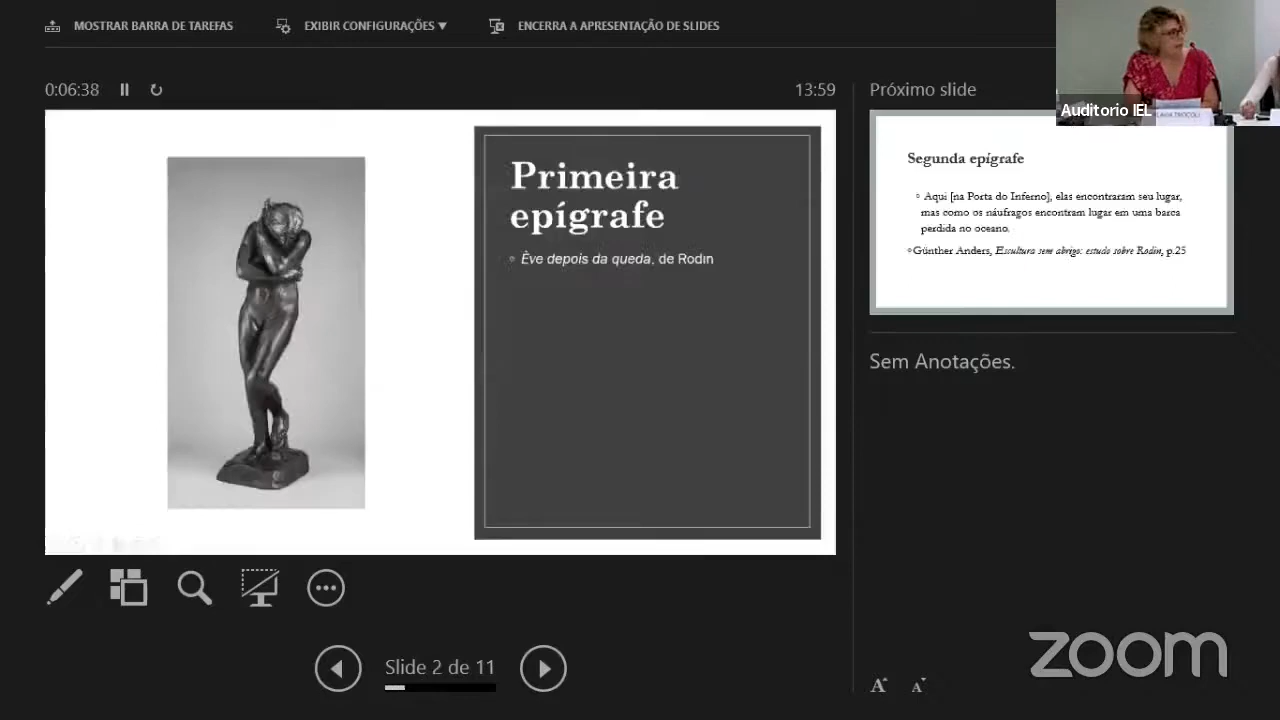 MOSTRAR BARRA DE TAREFAS
EXIBIR CONFIGURAÇÕES
ENCERRA A APRESENTAÇÃO DE SLIDES
0:06:38
13:59
Próximo slide
Auditorio IEL
Primeira
epígrafe
Ève depois da queda, de Rodin
Segunda epígrafe
Aqui [na Porta do Inferno], elas encontraram seu lugar,
mas como os náufragos encontram lugar em uma barca
perdida no oceano.
Günther Anders, Escultura sem abrigo: estudo sobre Rodin, p.25
Sem Anotações.
Slide 2 de 11
A A
zoom